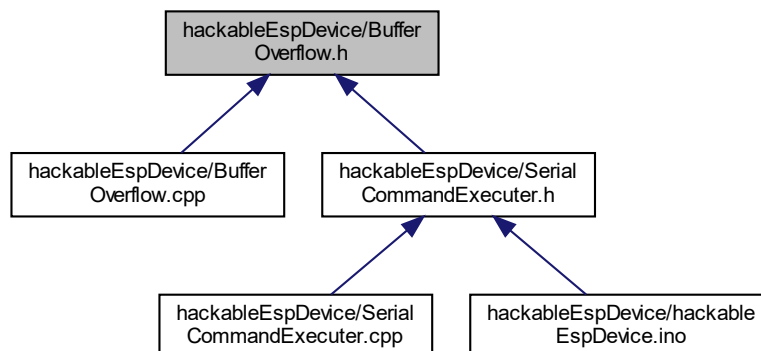 hackableEspDevice/Buffer
Overflow.h
hackableEspDevice/Buffer
Overflow.cpp
hackableEspDevice/Serial
CommandExecuter.h
hackableEspDevice/Serial
CommandExecuter.cpp
hackableEspDevice/hackable
EspDevice.ino